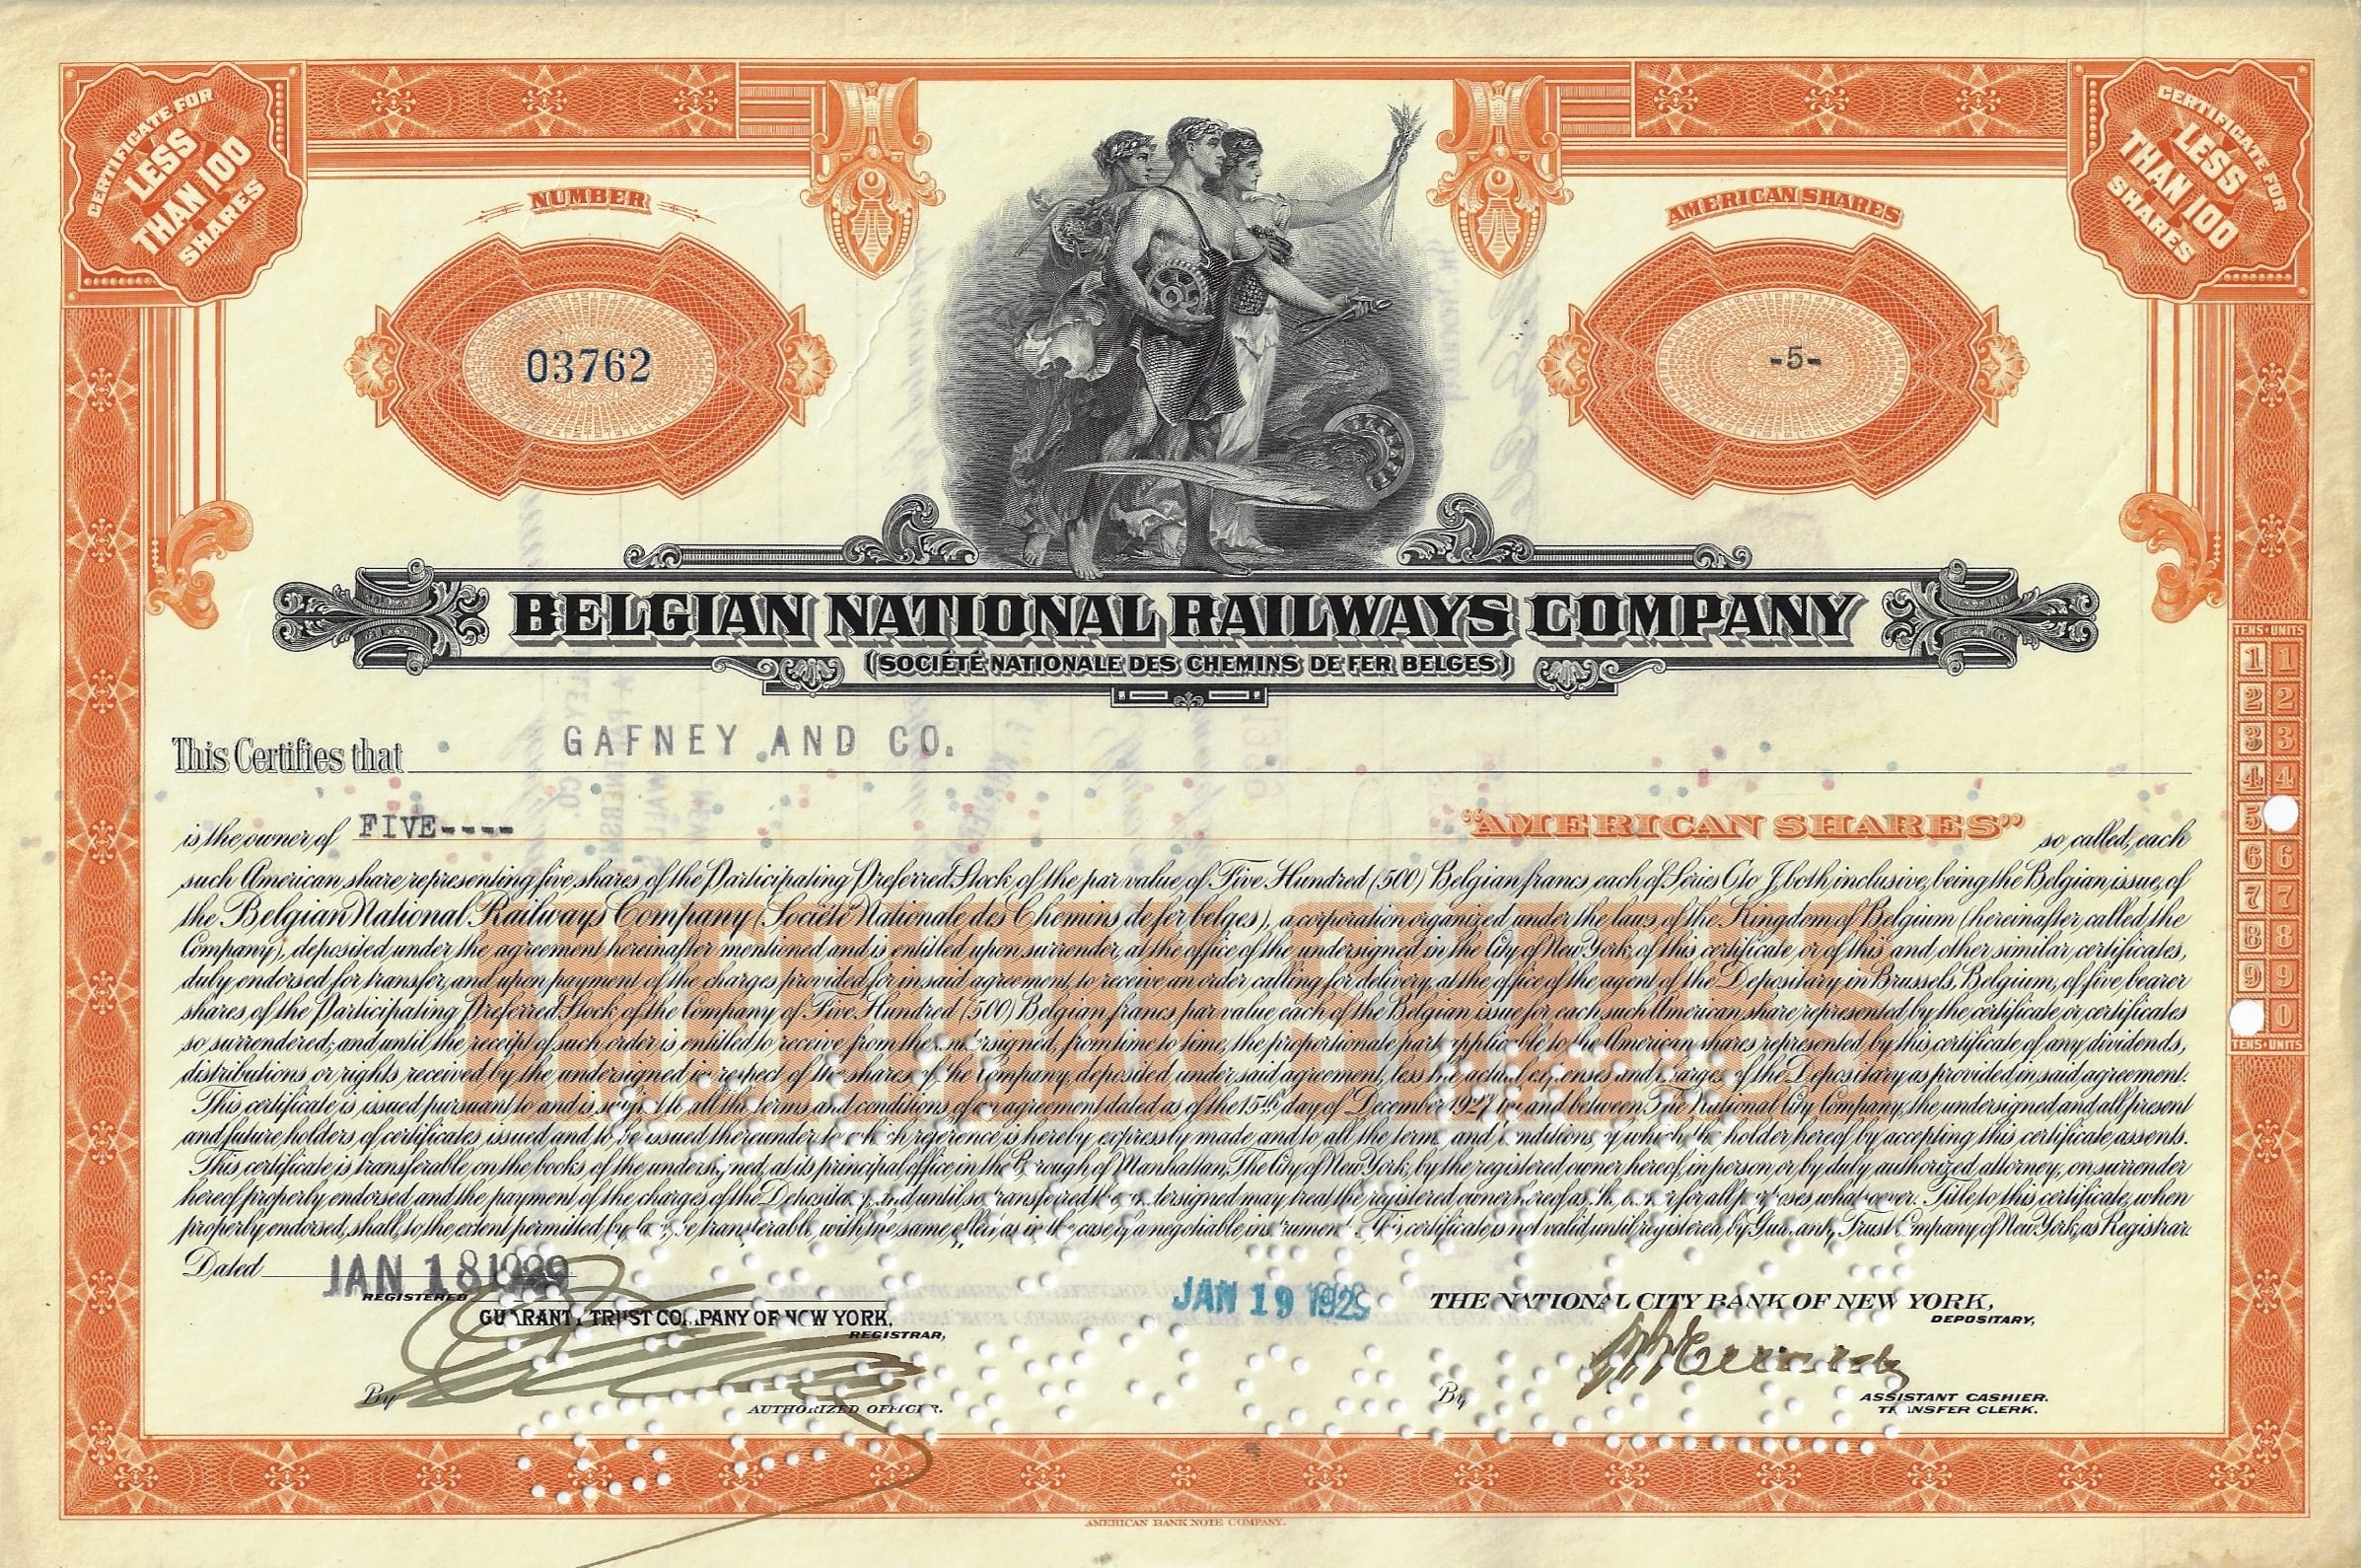 CERTIFICATE FOR
LESS
THAN 100
SHARES
CERTIFICATE FOR
LESS
THAN 100
SHARES
NUMBER
AMERICAN SHARES
03762
-5-
BELGIAN NATIONAL RAILWAYS COMPANY
(SOCIÉTÉ NATIONALE DES CHEMINS DE FER BELGES)
TENS UNITS
1 1
2 2
3 3
4 4
5
6 6
7 7
8 8
9 9
0
TENS UNITS
This Certifies that GAFNEY AND CO.
is the owner of FIVE---- "AMERICAN SHARES" so called, each
such American share representing five shares of the Participating Preferred Stock of the par value of Five Hundred (500) Belgian francs each of Series C to J, both inclusive, being the Belgian issue, of
the Belgian National Railways Company (Société Nationale des Chemins de fer belges), a corporation organized under the laws of the Kingdom of Belgium (hereinafter called the
Company), deposited under the agreement hereinafter mentioned and is entitled upon surrender, at the office of the undersigned in the City of New York, of this certificate or of this and other similar certificates,
duly endorsed for transfer, and upon payment of the charges provided for in said agreement, to receive an order calling for delivery, at the office of the agent of the Depositary in Brussels, Belgium, of five bearer
shares of the Participating Preferred Stock of the Company of Five Hundred (500) Belgian francs par value each of the Belgian issue for each such American share represented by the certificate or certificates
so surrendered; and until the receipt of such order is entitled to receive from the undersigned, from time to time, the proportionate part applicable to the American shares represented by this certificate of any dividends,
distributions or rights received by the undersigned in respect of the shares of the Company, deposited under said agreement, less the actual expenses and charges of the Depositary as provided in said agreement.
This certificate is issued pursuant to and is subject to all the terms and conditions of an agreement dated as of the 15th day of December 1927 by and between The National City Company, the undersigned and all present
and future holders of certificates issued and to be issued thereunder to which reference is hereby expressly made and to all the terms and conditions of which the holder hereof by accepting this certificate assents.
This certificate is transferable on the books of the undersigned, at its principal office in the Borough of Manhattan, The City of New York, by the registered owner hereof, in person or by duly authorized attorney, on surrender
hereof properly endorsed and the payment of the charges of the Depositary, and until so transferred the undersigned may treat the registered owner hereof as the owner for all purposes whatsoever. Title to this certificate, when
properly endorsed, shall, to the extent permitted by law, be transferable with the same effect as in the case of a negotiable instrument. This certificate is not valid until registered by Guaranty Trust Company of New York, as Registrar.
Dated JAN 18 1929
REGISTERED
GUARANTY TRUST COMPANY OF NEW YORK,
REGISTRAR,
By
AUTHORIZED OFFICER.
JAN 19 1929
THE NATIONAL CITY BANK OF NEW YORK,
DEPOSITARY,
By
ASSISTANT CASHIER.
TRANSFER CLERK.
AMERICAN BANK NOTE COMPANY.